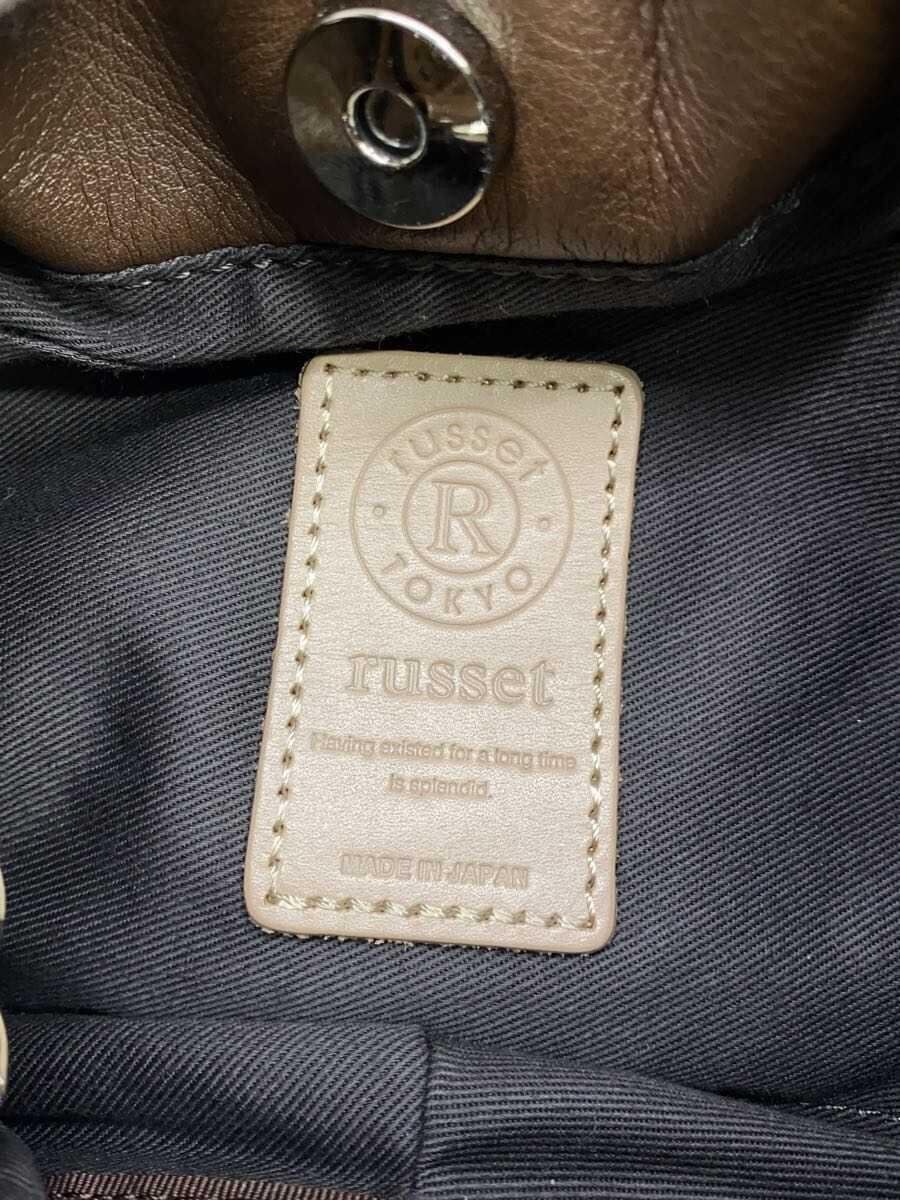 russet
R
TOKYO
russet
Having existed for a long time
is splendid.
MADE IN JAPAN